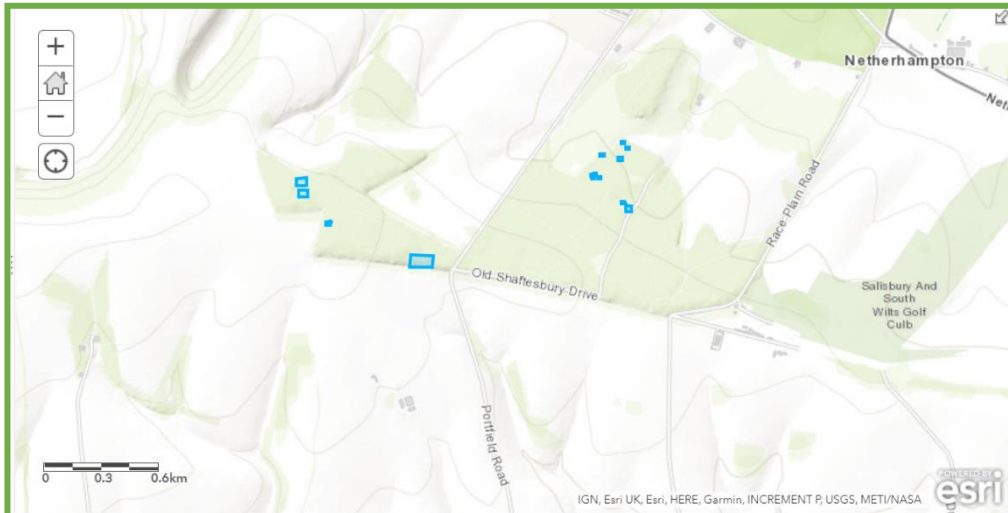 +
−
Netherhampton
Race Plain Road
Old Shaftesbury Drive
Salisbury And
South
Wilts Golf
Culb
Portfield Road
0 0.3 0.6km
IGN, Esri UK, Esri, HERE, Garmin, INCREMENT P, USGS, METI/NASA
POWERED BY
esri